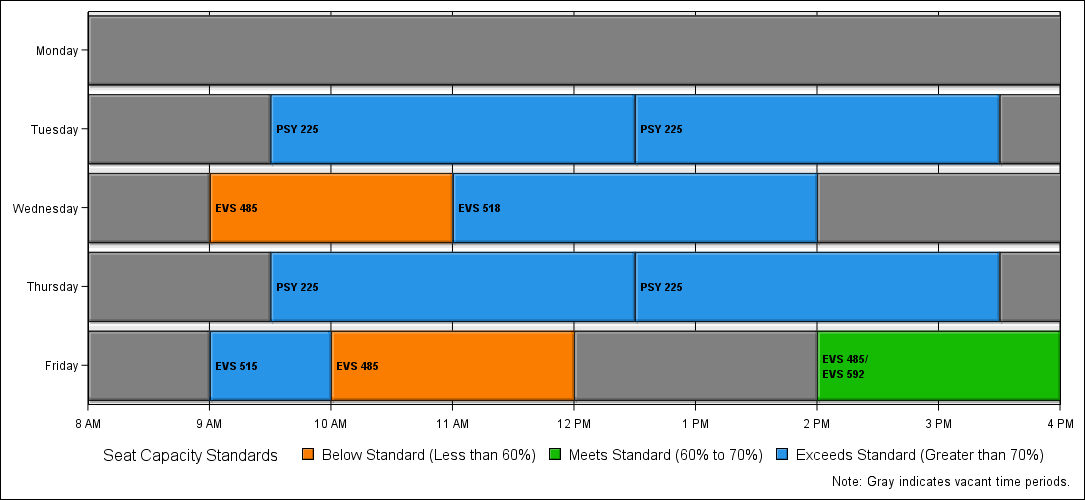 Monday
Tuesday
PSY 225
PSY 225
Wednesday
EVS 485
EVS 518
Thursday
PSY 225
PSY 225
Friday
EVS 515
EVS 485
EVS 485/
EVS 592
8 AM 9 AM 10 AM 11 AM 12 PM 1 PM 2 PM 3 PM 4 PM
Seat Capacity Standards Below Standard (Less than 60%) Meets Standard (60% to 70%) Exceeds Standard (Greater than 70%)
Note: Gray indicates vacant time periods.